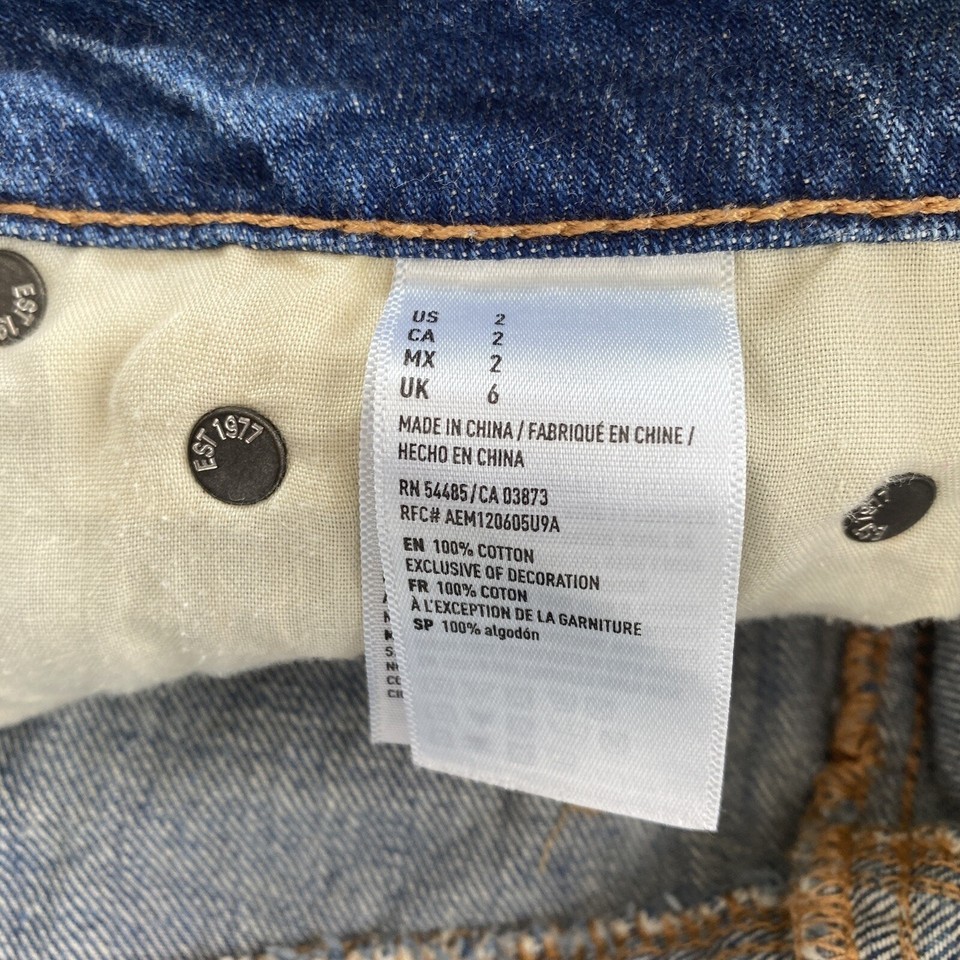 US 2
CA 2
MX 2
UK 6
MADE IN CHINA / FABRIQUÉ EN CHINE /
HECHO EN CHINA
RN 54485/CA 03873
RFC# AEM120605U9A
EN 100% COTTON
EXCLUSIVE OF DECORATION
FR 100% COTON
À L'EXCEPTION DE LA GARNITURE
SP 100% algodón
EST 1977
EST